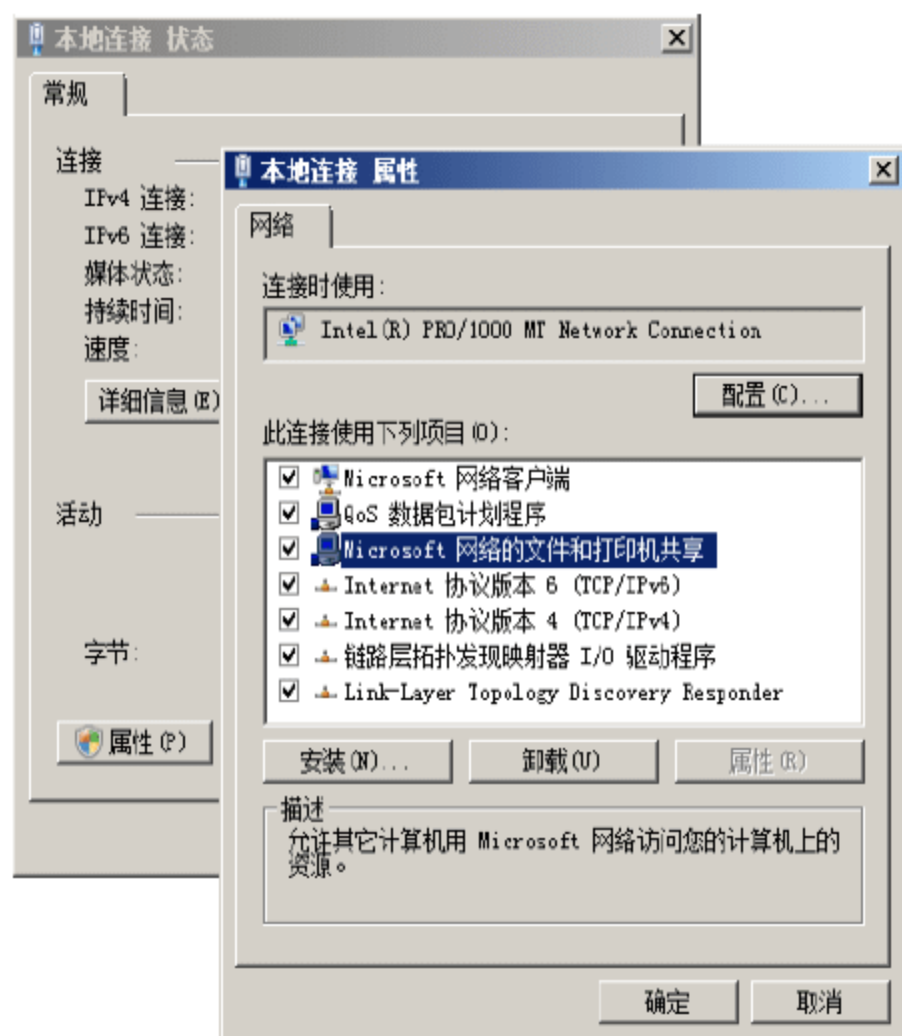 本地连接 状态
常规
连接
IPv4 连接:
IPv6 连接:
媒体状态:
持续时间:
速度:
详细信息(E)
活动
字节:
属性(P)
本地连接 属性
网络
连接时使用:
Intel(R) PRO/1000 MT Network Connection
配置(C)...
此连接使用下列项目(O):
Microsoft 网络客户端
QoS 数据包计划程序
Microsoft 网络的文件和打印机共享
Internet 协议版本 6 (TCP/IPv6)
Internet 协议版本 4 (TCP/IPv4)
链路层拓扑发现映射器 I/O 驱动程序
Link-Layer Topology Discovery Responder
安装(N)... 卸载(U) 属性(R)
描述
允许其它计算机用 Microsoft 网络访问您的计算机上的
资源。
确定 取消